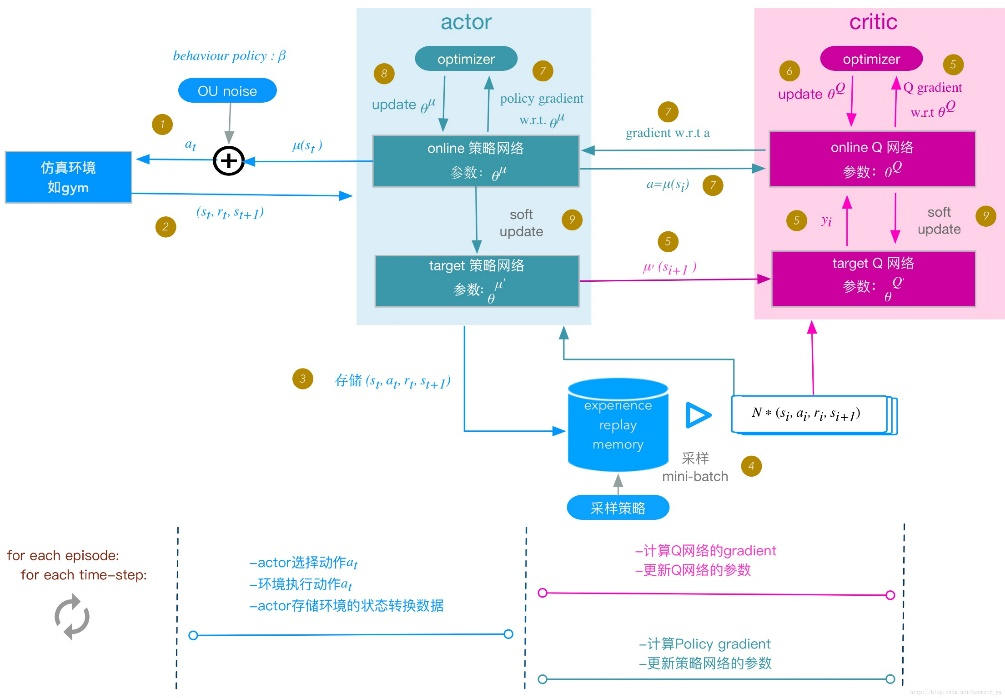 actor
critic
behaviour policy : β
OU noise
1
a_t
μ(s_t)
仿真环境
如gym
2
(s_t, r_t, s_{t+1})
optimizer
8
7
update θ^μ
policy gradient
w.r.t. θ^μ
online 策略网络
参数: θ^μ
soft
update
9
target 策略网络
参数: θ^{μ'}
7
gradient w.r.t a
a=μ(s_i)
7
5
μ'(s_{i+1})
optimizer
6
5
update θ^Q
Q gradient
w.r.t θ^Q
online Q 网络
参数: θ^Q
5
y_i
soft
update
9
target Q 网络
参数: θ^{Q'}
3
存储 (s_t, a_t, r_t, s_{t+1})
experience
replay
memory
采样
mini-batch
4
N * (s_i, a_i, r_i, s_{i+1})
采样策略
for each episode:
for each time-step:
-actor选择动作a_t
-环境执行动作a_t
-actor存储环境的状态转换数据
-计算Q网络的gradient
-更新Q网络的参数
-计算Policy gradient
-更新策略网络的参数